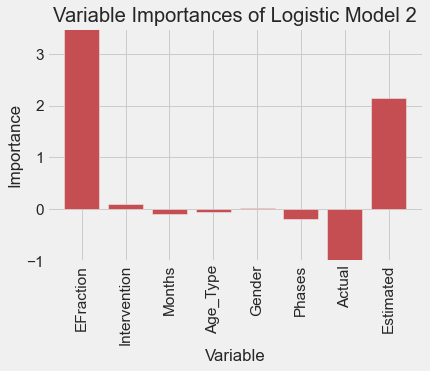 Variable Importances of Logistic Model 2
3
2
1
0
−1
Importance
EFraction
Intervention
Months
Age_Type
Gender
Phases
Actual
Estimated
Variable